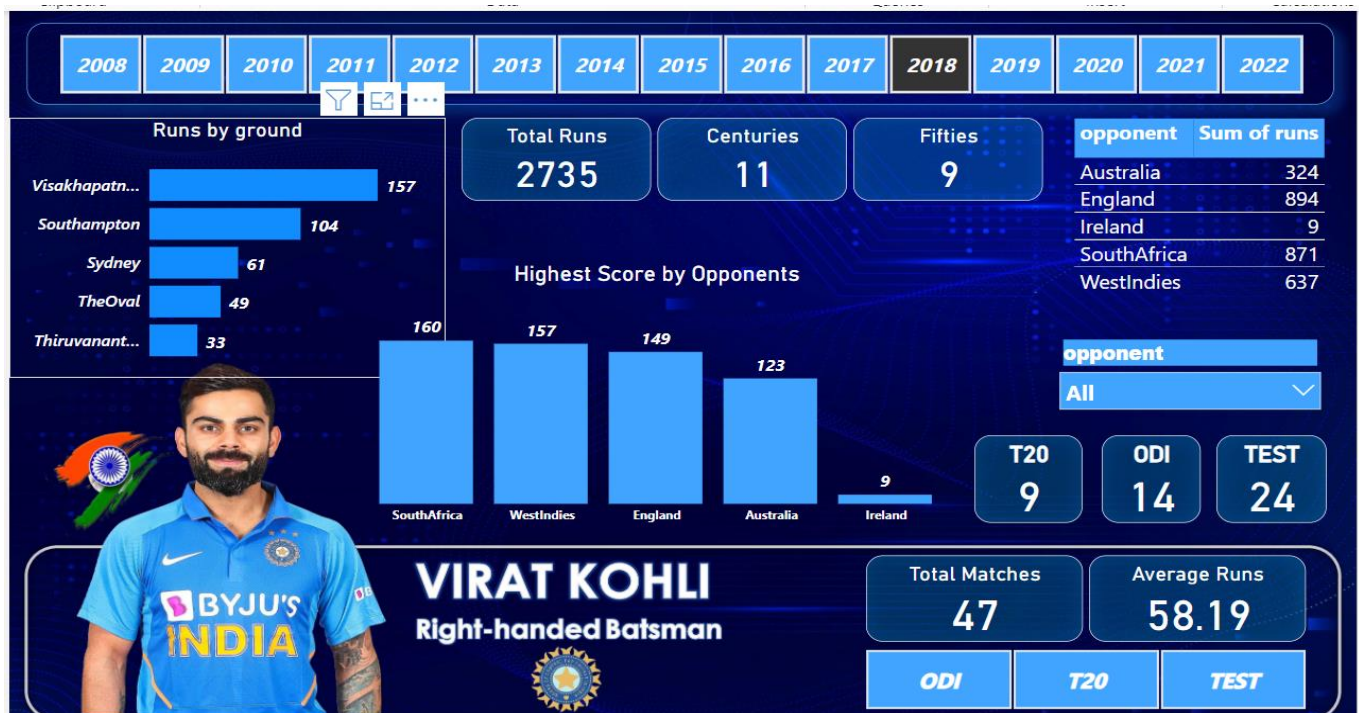 2008 2009 2010 2011 2012 2013 2014 2015 2016 2017 2018 2019 2020 2021 2022
Runs by ground
Visakhapatn... 157
Southampton 104
Sydney 61
TheOval 49
Thiruvanant... 33
Total Runs
2735
Centuries
11
Fifties
9
opponent Sum of runs
Australia 324
England 894
Ireland 9
SouthAfrica 871
WestIndies 637
Highest Score by Opponents
160 157 149 123 9
SouthAfrica WestIndies England Australia Ireland
opponent
All
T20
9
ODI
14
TEST
24
BYJU'S
INDIA
VIRAT KOHLI
Right-handed Batsman
Total Matches
47
Average Runs
58.19
ODI T20 TEST